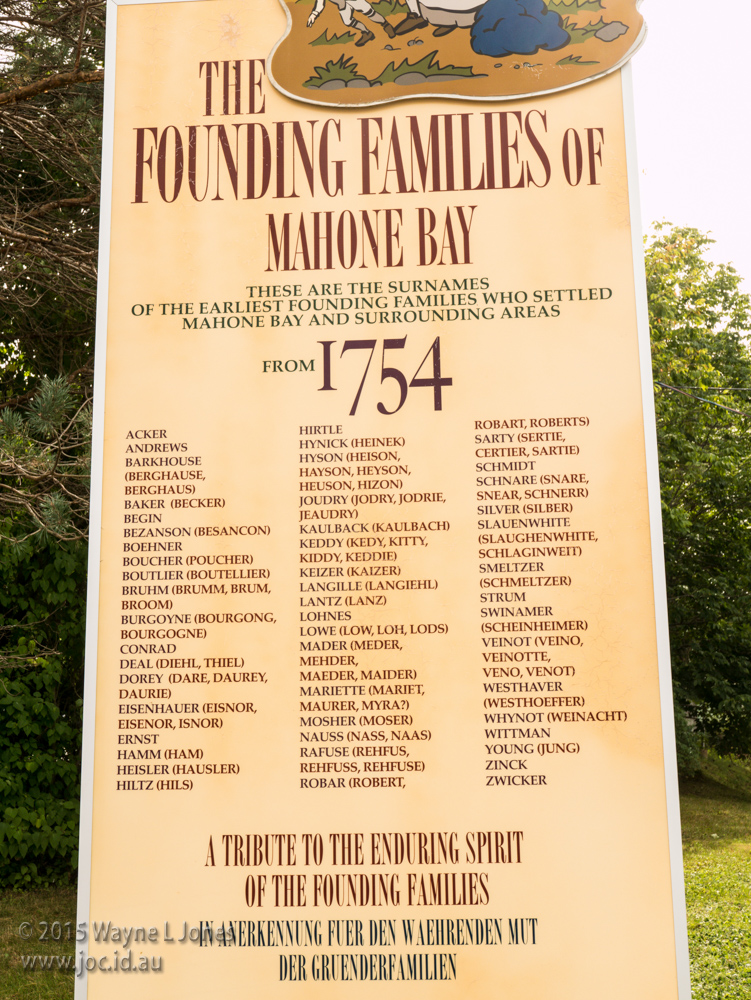 THE
FOUNDING FAMILIES OF
MAHONE BAY
THESE ARE THE SURNAMES
OF THE EARLIEST FOUNDING FAMILIES WHO SETTLED
MAHONE BAY AND SURROUNDING AREAS
FROM 1754
ACKER
ANDREWS
BARKHOUSE
(BERGHAUSE,
BERGHAUS)
BAKER (BECKER)
BEGIN
BEZANSON (BESANCON)
BOEHNER
BOUCHER (POUCHER)
BOUTLIER (BOUTELLIER)
BRUHM (BRUMM, BRUM,
BROOM)
BURGOYNE (BOURGONG,
BOURGOGNE)
CONRAD
DEAL (DIEHL, THIEL)
DOREY (DARE, DAUREY,
DAURIE)
EISENHAUER (EISNOR,
EISENOR, ISNOR)
ERNST
HAMM (HAM)
HEISLER (HAUSLER)
HILTZ (HILS)
HIRTLE
HYNICK (HEINEK)
HYSON (HEISON,
HAYSON, HEYSON,
HEUSON, HIZON)
JOUDRY (JODRY, JODRIE,
JEAUDRY)
KAULBACK (KAULBACH)
KEDDY (KEDY, KITTY,
KIDDY, KEDDIE)
KEIZER (KAIZER)
LANGILLE (LANGIEHL)
LANTZ (LANZ)
LOHNES
LOWE (LOW, LOH, LODS)
MADER (MEDER,
MEHDER,
MAEDER, MAIDER)
MARIETTE (MARIET,
MAURER, MYRA?)
MOSHER (MOSER)
NAUSS (NASS, NAAS)
RAFUSE (REHFUS,
REHFUSS, REHFUSE)
ROBAR (ROBERT,
ROBART, ROBERTS)
SARTY (SERTIE,
CERTIER, SARTIE)
SCHMIDT
SCHNARE (SNARE,
SNEAR, SCHNERR)
SILVER (SILBER)
SLAUENWHITE
(SLAUGHENWHITE,
SCHLAGINWEIT)
SMELTZER
(SCHMELTZER)
STRUM
SWINAMER
(SCHEINHEIMER)
VEINOT (VEINO,
VEINOTTE,
VENO, VENOT)
WESTHAVER
(WESTHOEFFER)
WHYNOT (WEINACHT)
WITTMAN
YOUNG (JUNG)
ZINCK
ZWICKER
A TRIBUTE TO THE ENDURING SPIRIT
OF THE FOUNDING FAMILIES
IN ANERKENNUNG FUER DEN WAEHRENDEN MUT
DER GRUENDERFAMILIEN
© 2015 Wayne L Jones
www.joc.id.au